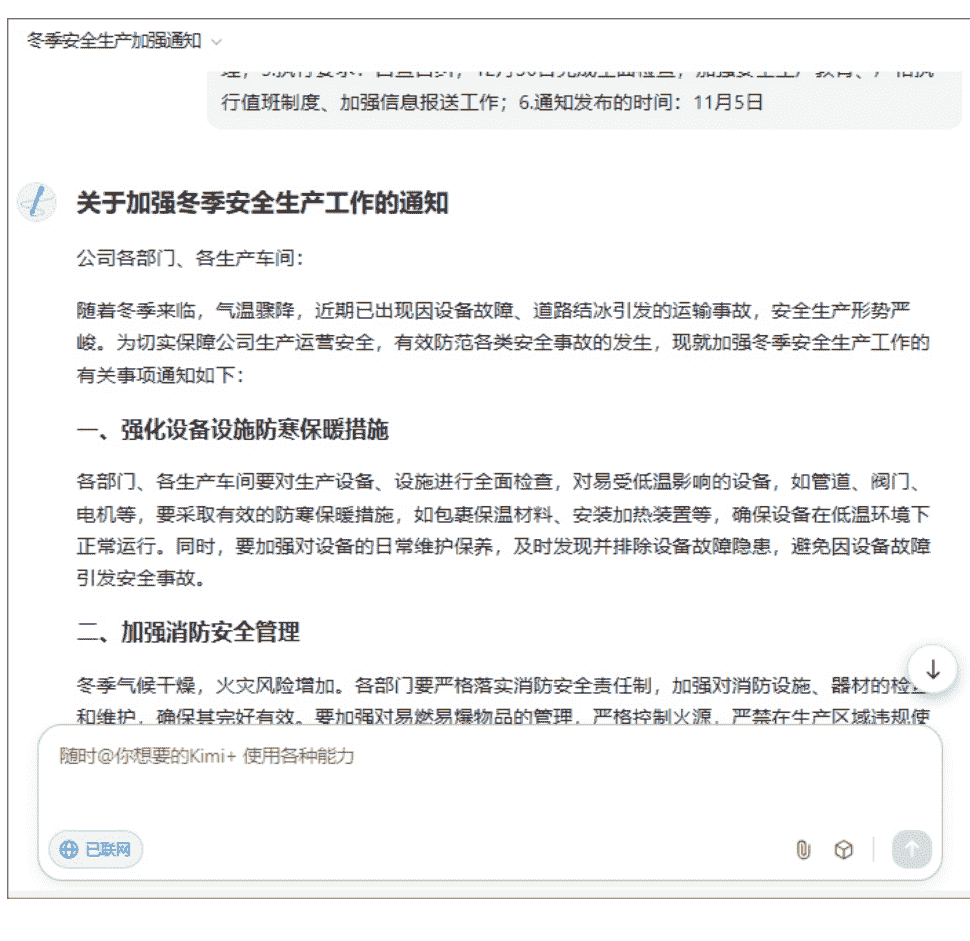 冬季安全生产加强通知
行值班制度、加强信息报送工作；6.通知发布的时间：11月5日
关于加强冬季安全生产工作的通知
公司各部门、各生产车间：
随着冬季来临，气温骤降，近期已出现因设备故障、道路结冰引发的运输事故，安全生产形势严
峻。为切实保障公司生产运营安全，有效防范各类安全事故的发生，现就加强冬季安全生产工作的
有关事项通知如下：
一、强化设备设施防寒保暖措施
各部门、各生产车间要对生产设备、设施进行全面检查，对易受低温影响的设备，如管道、阀门、
电机等，要采取有效的防寒保暖措施，如包裹保温材料、安装加热装置等，确保设备在低温环境下
正常运行。同时，要加强对设备的日常维护保养，及时发现并排除设备故障隐患，避免因设备故障
引发安全事故。
二、加强消防安全管理
冬季气候干燥，火灾风险增加。各部门要严格落实消防安全责任制，加强对消防设施、器材的检查
和维护，确保其完好有效。要加强对易燃易爆物品的管理，严格控制火源，严禁在生产区域违规使
随时@你想要的Kimi+ 使用各种能力
已联网